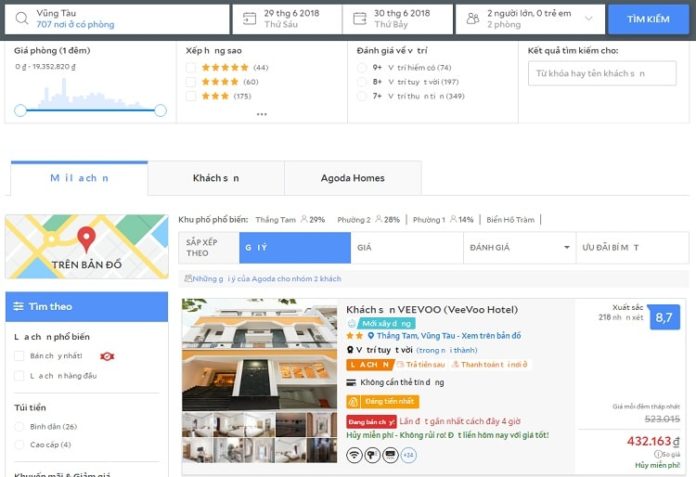 Vũng Tàu
707 nơi ở có phòng
29 thg 6 2018
Thứ Sáu
30 thg 6 2018
Thứ Bảy
2 người lớn, 0 trẻ em
2 phòng
TÌM KIẾM
Giá phòng (1 đêm)
0 ₫ - 19.352.820 ₫
Xếp h ng sao
(44)
(60)
(175)
Đánh giá về v trí
9+ V trí hiếm có (74)
8+ V trí tuy t vời (197)
7+ V trí thu n ti n (349)
Kết quả tìm kiếm cho:
Từ khóa hay tên khách s n
M i l a ch n
Khách s n
Agoda Homes
TRÊN BẢN ĐỒ
Khu phố phổ biến: Thắng Tam 29% Phường 2 28% Phường 1 14% Biển Hồ Tràm
SẮP XẾP THEO
G I Ý
GIÁ
ĐÁNH GIÁ
ƯU ĐÃI BÍ M T
Những g i ý của Agoda cho nhóm 2 khách
Tìm theo
L a ch n phổ biến
Bán chạy nhất!
L a ch n hàng đầu
Túi tiền
Bình dân (26)
Cao cấp (4)
Khuyến mãi & Giảm giá
Khách s n VEEVOO (VeeVoo Hotel)
Mới xây d ng
Thắng Tam, Vũng Tàu - Xem trên bản đồ
V trí tuy t vời (trong n i thành)
L A CH N Trả tiền sau Thanh toán t i nơi ở
Không cần thẻ tín d ng
Đáng tiền nhất
Đang bán ch y! Lần đ t gần nhất cách đây 4 giờ
Hủy miễn phí - Không rủi ro! Đ t liền hôm nay với giá tốt!
+24
Xuất sắc
218 nh n xét
8,7
Giá mỗi đêm thấp nhất
523.015
432.163 ₫
So giá
Hủy miễn phí!